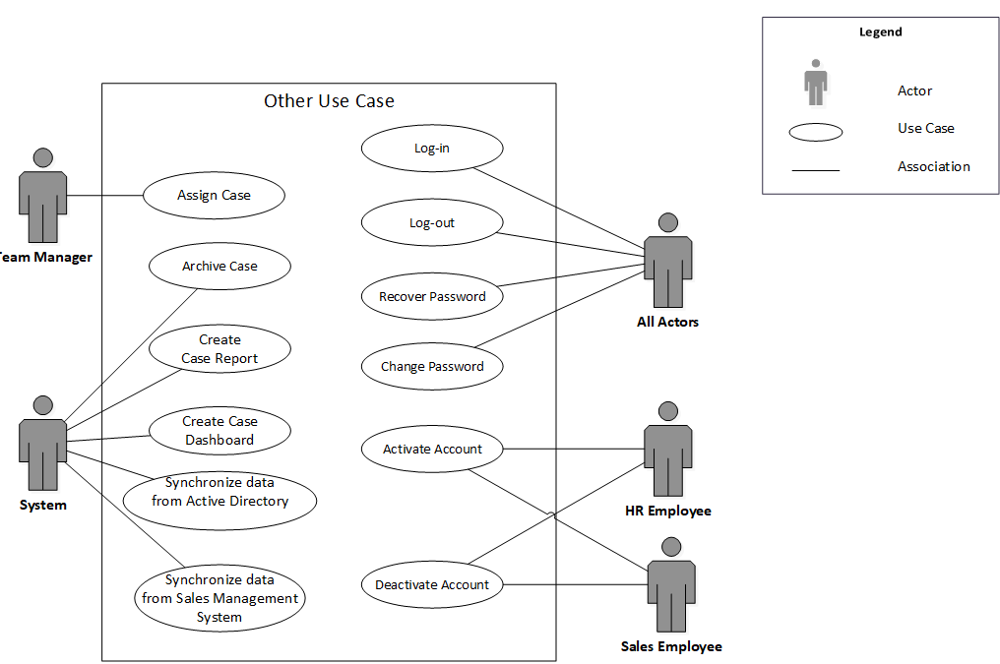 Legend
Actor
Use Case
Association
Other Use Case
Team Manager
Assign Case
Archive Case
Create
Case Report
Create Case
Dashboard
Synchronize data
from Active Directory
Synchronize data
from Sales Management
System
System
Log-in
Log-out
Recover Password
Change Password
Activate Account
Deactivate Account
All Actors
HR Employee
Sales Employee